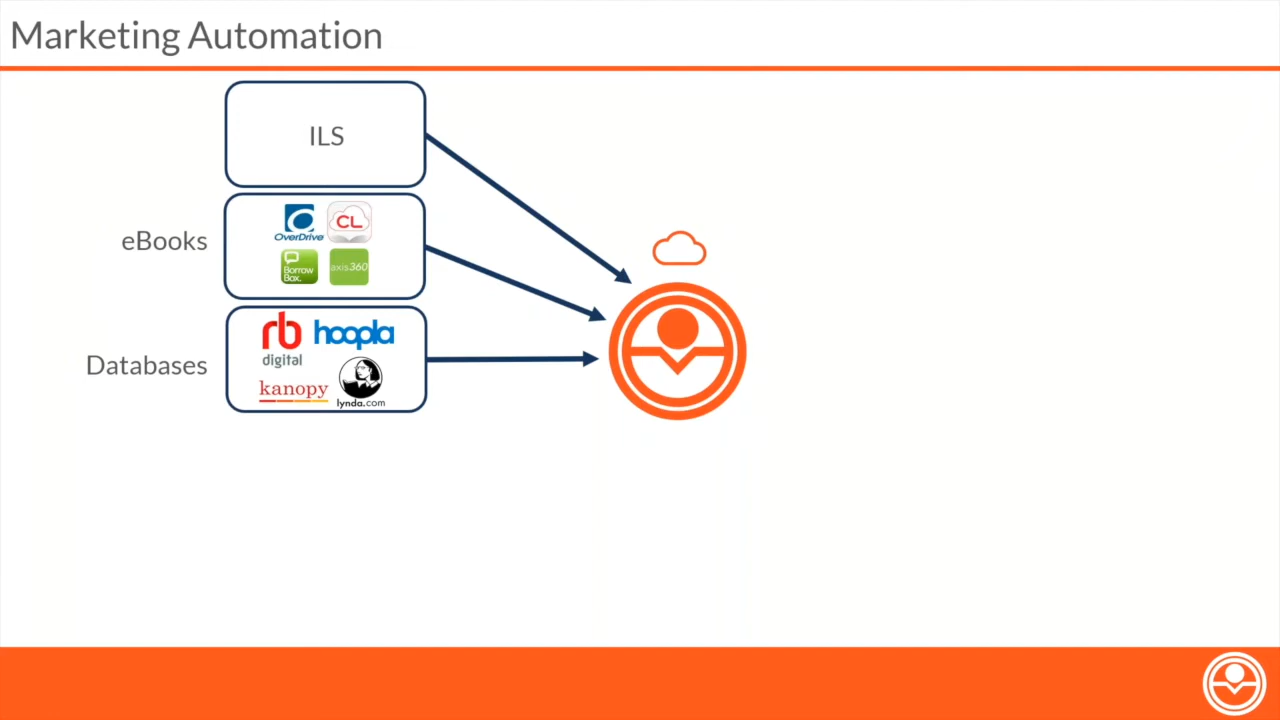 Marketing Automation
ILS
eBooks
OverDrive
CL
Borrow
Box.
axis360
Databases
rb
digital
hoopla
kanopy
lynda.com